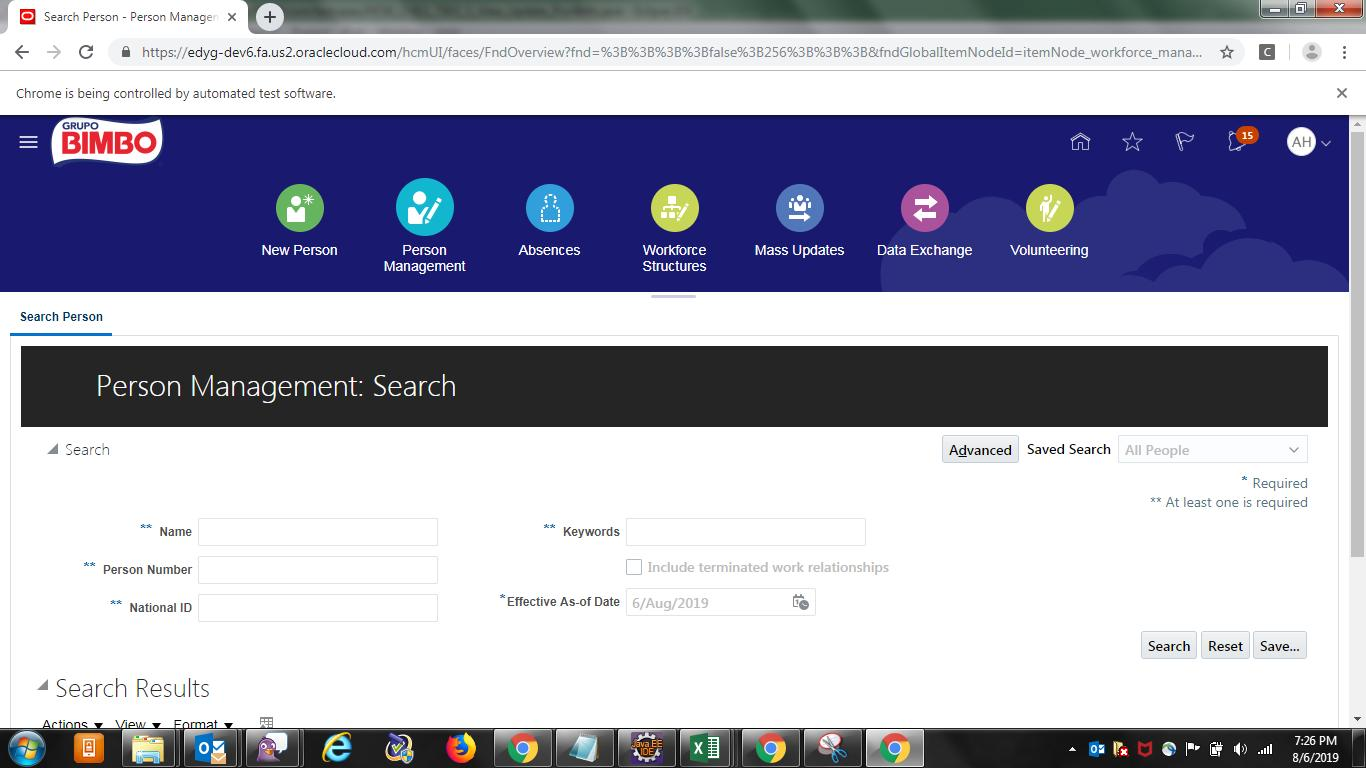 Search Person - Person Managen
https://edyg-dev6.fa.us2.oraclecloud.com/hcmUI/faces/FndOverview?fnd=%3B%3B%3B%3Bfalse%3B256%3B%3B%3B&fndGlobalItemNodeId=itemNode_workforce_mana...
C
Chrome is being controlled by automated test software.
GRUPO
BIMBO
15
AH
New Person
Person
Management
Absences
Workforce
Structures
Mass Updates
Data Exchange
Volunteering
Search Person
Person Management: Search
Search
Advanced
Saved Search
All People
* Required
** At least one is required
** Name
** Keywords
** Person Number
Include terminated work relationships
** National ID
*Effective As-of Date
6/Aug/2019
Search
Reset
Save...
Search Results
Actions
View
Format
Java EE
IDE
7:26 PM
8/6/2019